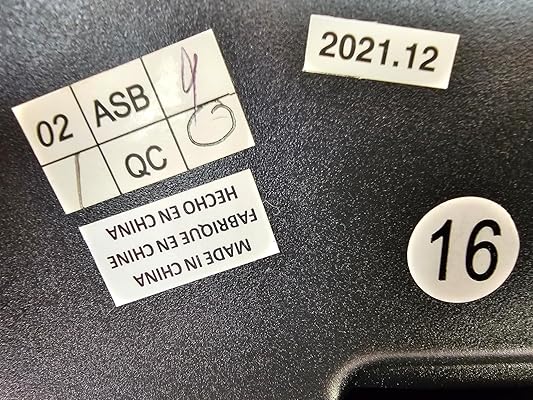 2021.12
02 ASB
QC
MADE IN CHINA
FABRIQUE EN CHINE
HECHO EN CHINA
16